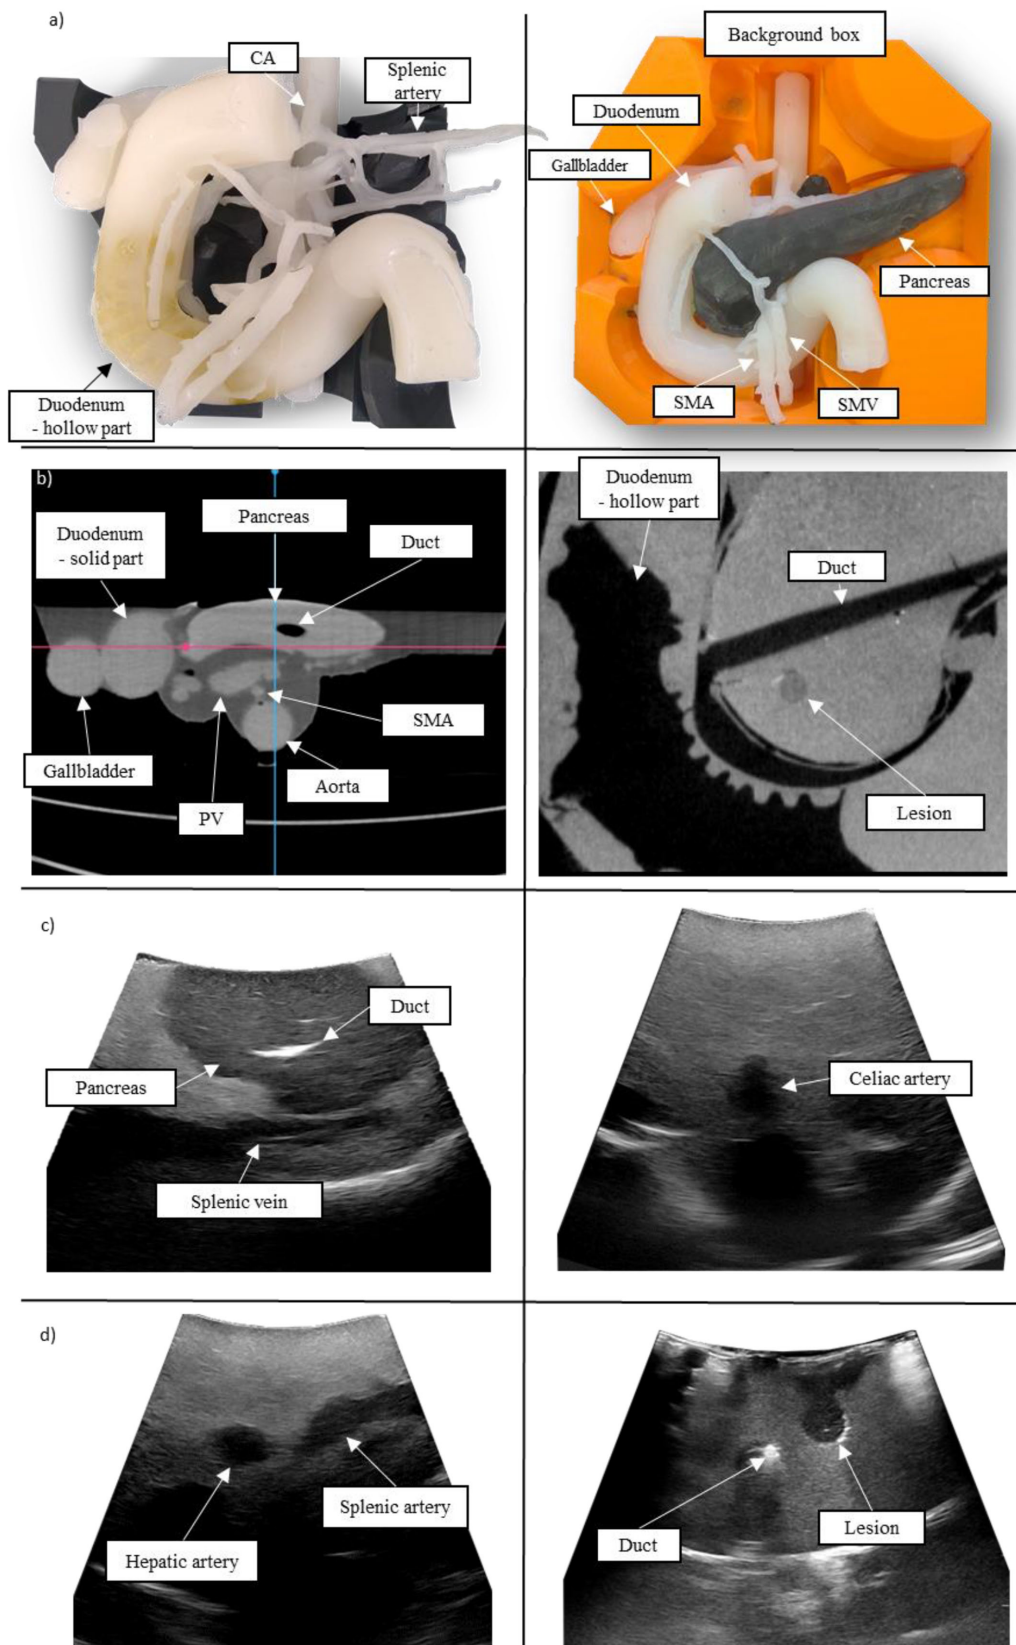 a)
CA
Splenic
artery
Duodenum
- hollow part
Background box
Duodenum
Gallbladder
Pancreas
SMA
SMV
b)
Pancreas
Duodenum
- solid part
Duct
SMA
Gallbladder
Aorta
PV
Duodenum
- hollow part
Duct
Lesion
c)
Duct
Pancreas
Splenic vein
Celiac artery
d)
Splenic artery
Hepatic artery
Duct
Lesion